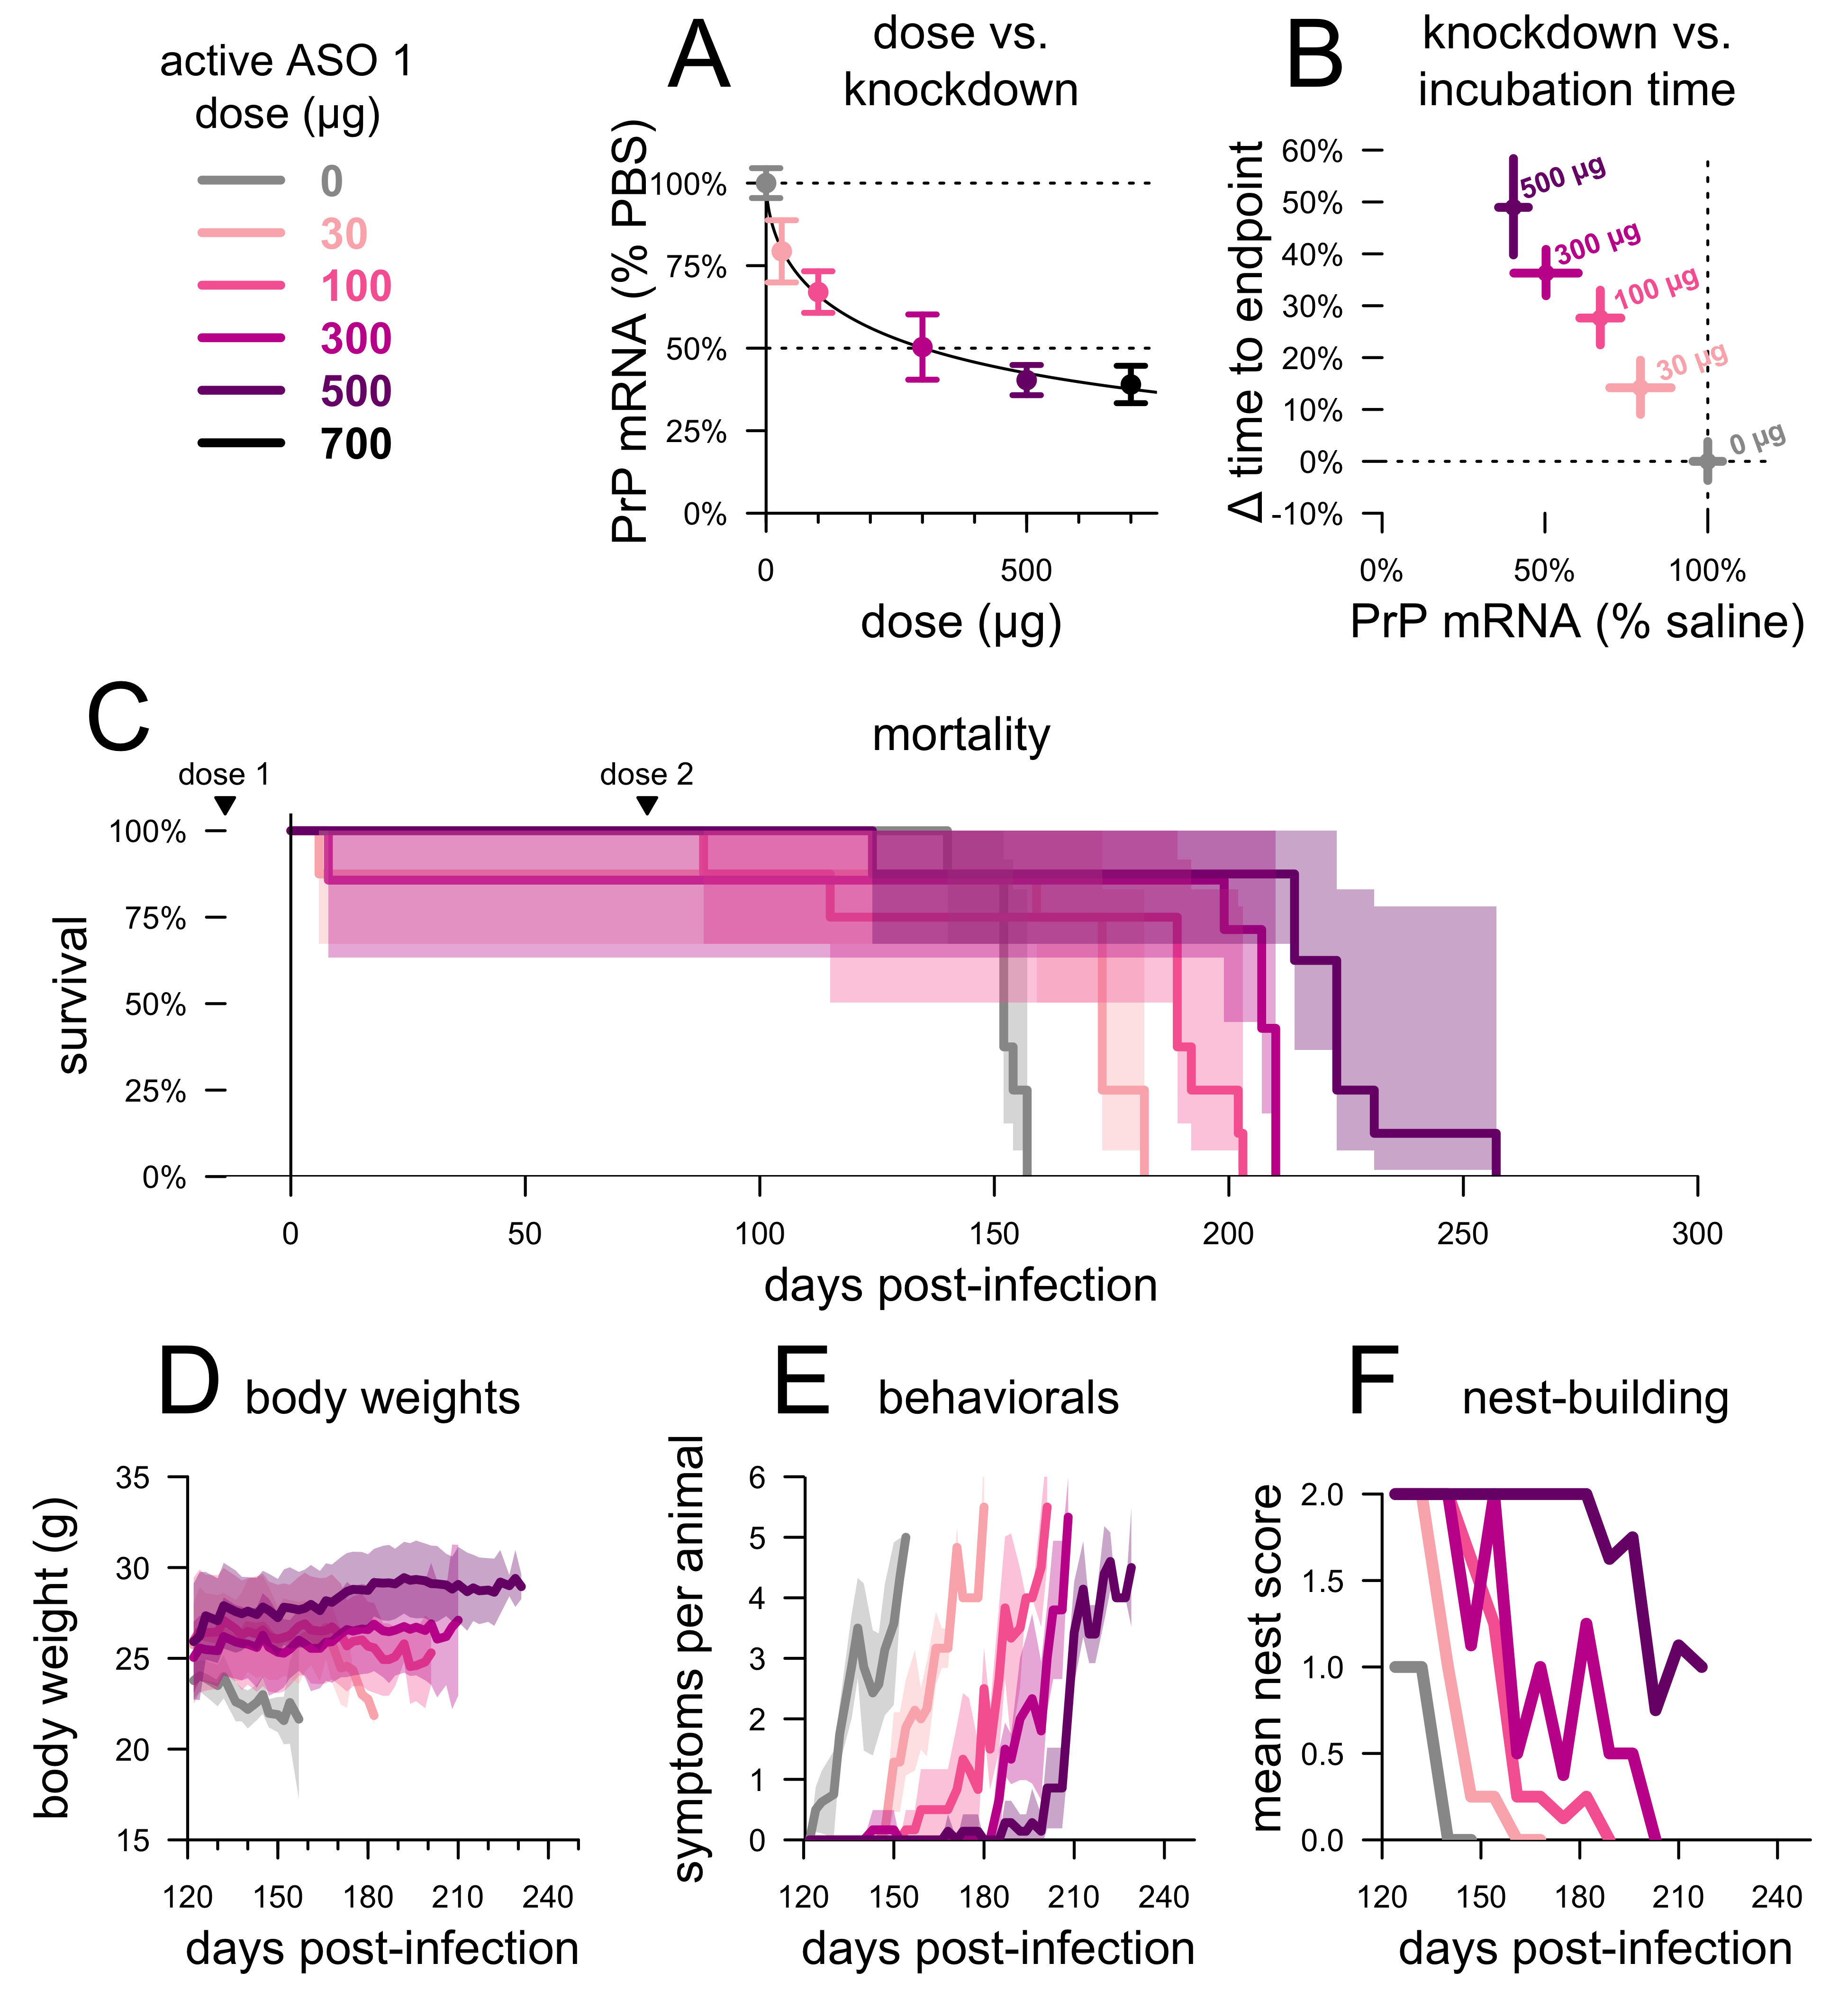 active ASO 1
dose (µg)
0
30
100
300
500
700
A
dose vs.
knockdown
PrP mRNA (% PBS)
100%
75%
50%
25%
0%
0
500
dose (µg)
B
knockdown vs.
incubation time
Δ time to endpoint
60%
50%
40%
30%
20%
10%
0%
-10%
500 µg
300 µg
100 µg
30 µg
0 µg
0%
50%
100%
PrP mRNA (% saline)
C
mortality
dose 1
dose 2
survival
100%
75%
50%
25%
0%
0
50
100
150
200
250
300
days post-infection
D
body weights
body weight (g)
35
30
25
20
15
120
150
180
210
240
days post-infection
E
behaviorals
symptoms per animal
6
5
4
3
2
1
0
120
150
180
210
240
days post-infection
F
nest-building
mean nest score
2.0
1.5
1.0
0.5
0.0
120
150
180
210
240
days post-infection